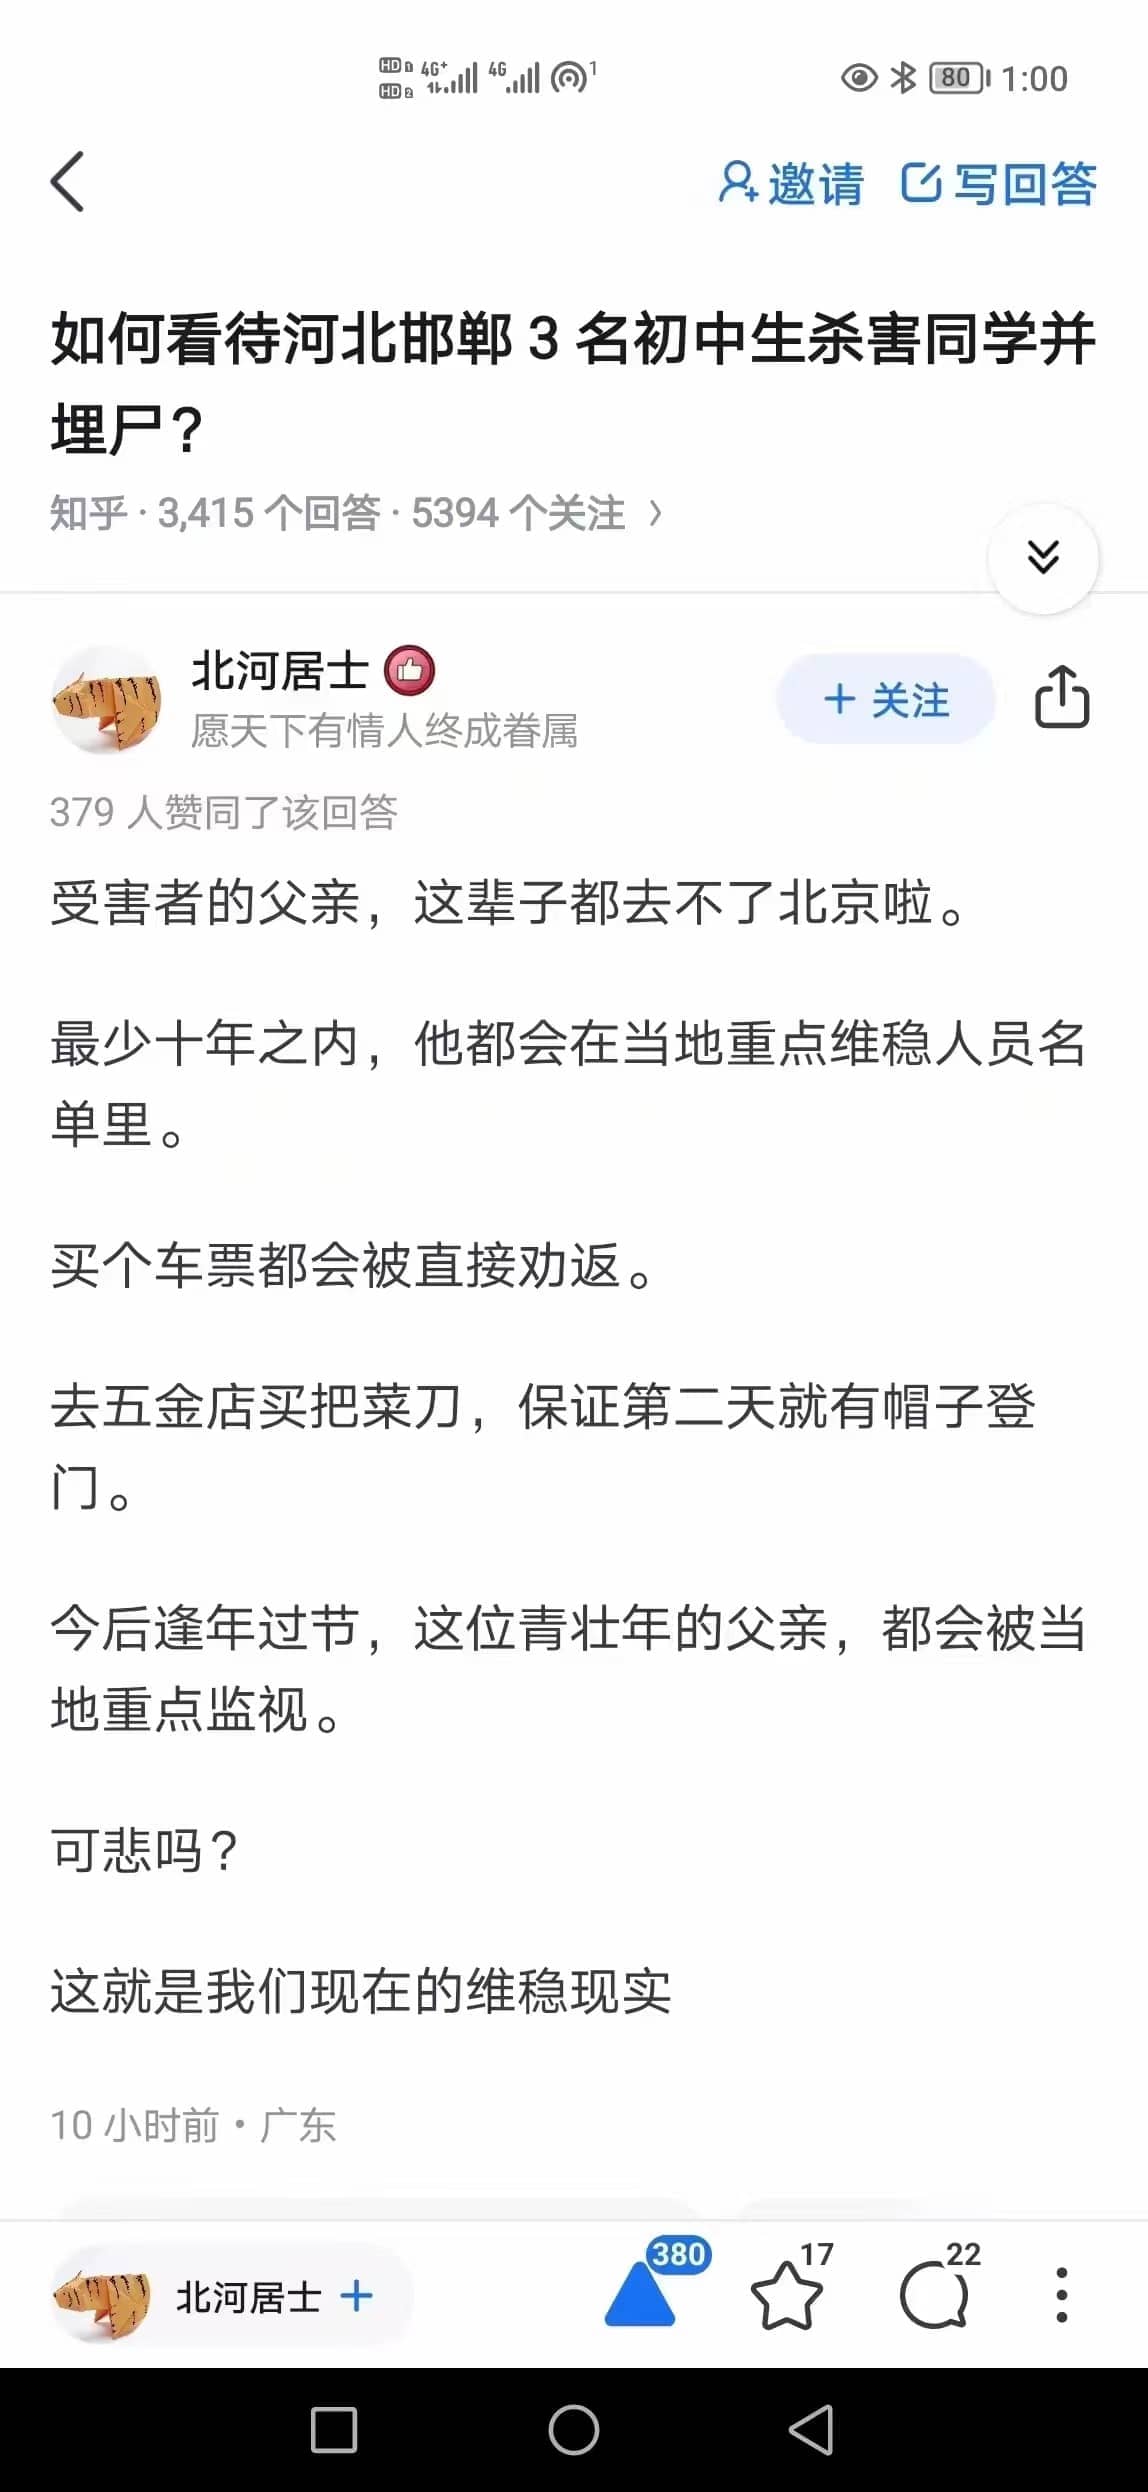 HD 1 4G+ 4G 1 80 1:00
HD 2
邀请 写回答
如何看待河北邯郸 3 名初中生杀害同学并
埋尸？
知乎 · 3,415 个回答 · 5394 个关注 >
北河居士
愿天下有情人终成眷属
+ 关注
379 人赞同了该回答
受害者的父亲，这辈子都去不了北京啦。
最少十年之内，他都会在当地重点维稳人员名
单里。
买个车票都会被直接劝返。
去五金店买把菜刀，保证第二天就有帽子登
门。
今后逢年过节，这位青壮年的父亲，都会被当
地重点监视。
可悲吗？
这就是我们现在的维稳现实
10 小时前 · 广东
北河居士 + 380 17 22